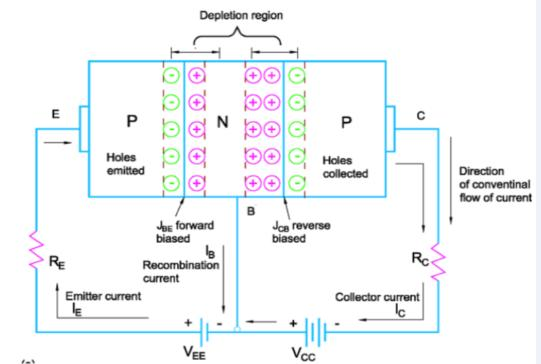 Depletion region
E
P
N
P
C
Holes
emitted
Holes
collected
Direction
of conventinal
flow of current
B
JBE forward
biased
JCB reverse
biased
IB
Recombination
current
RE
RC
Emitter current
IE
Collector current
IC
+ -
+ -
VEE
VCC